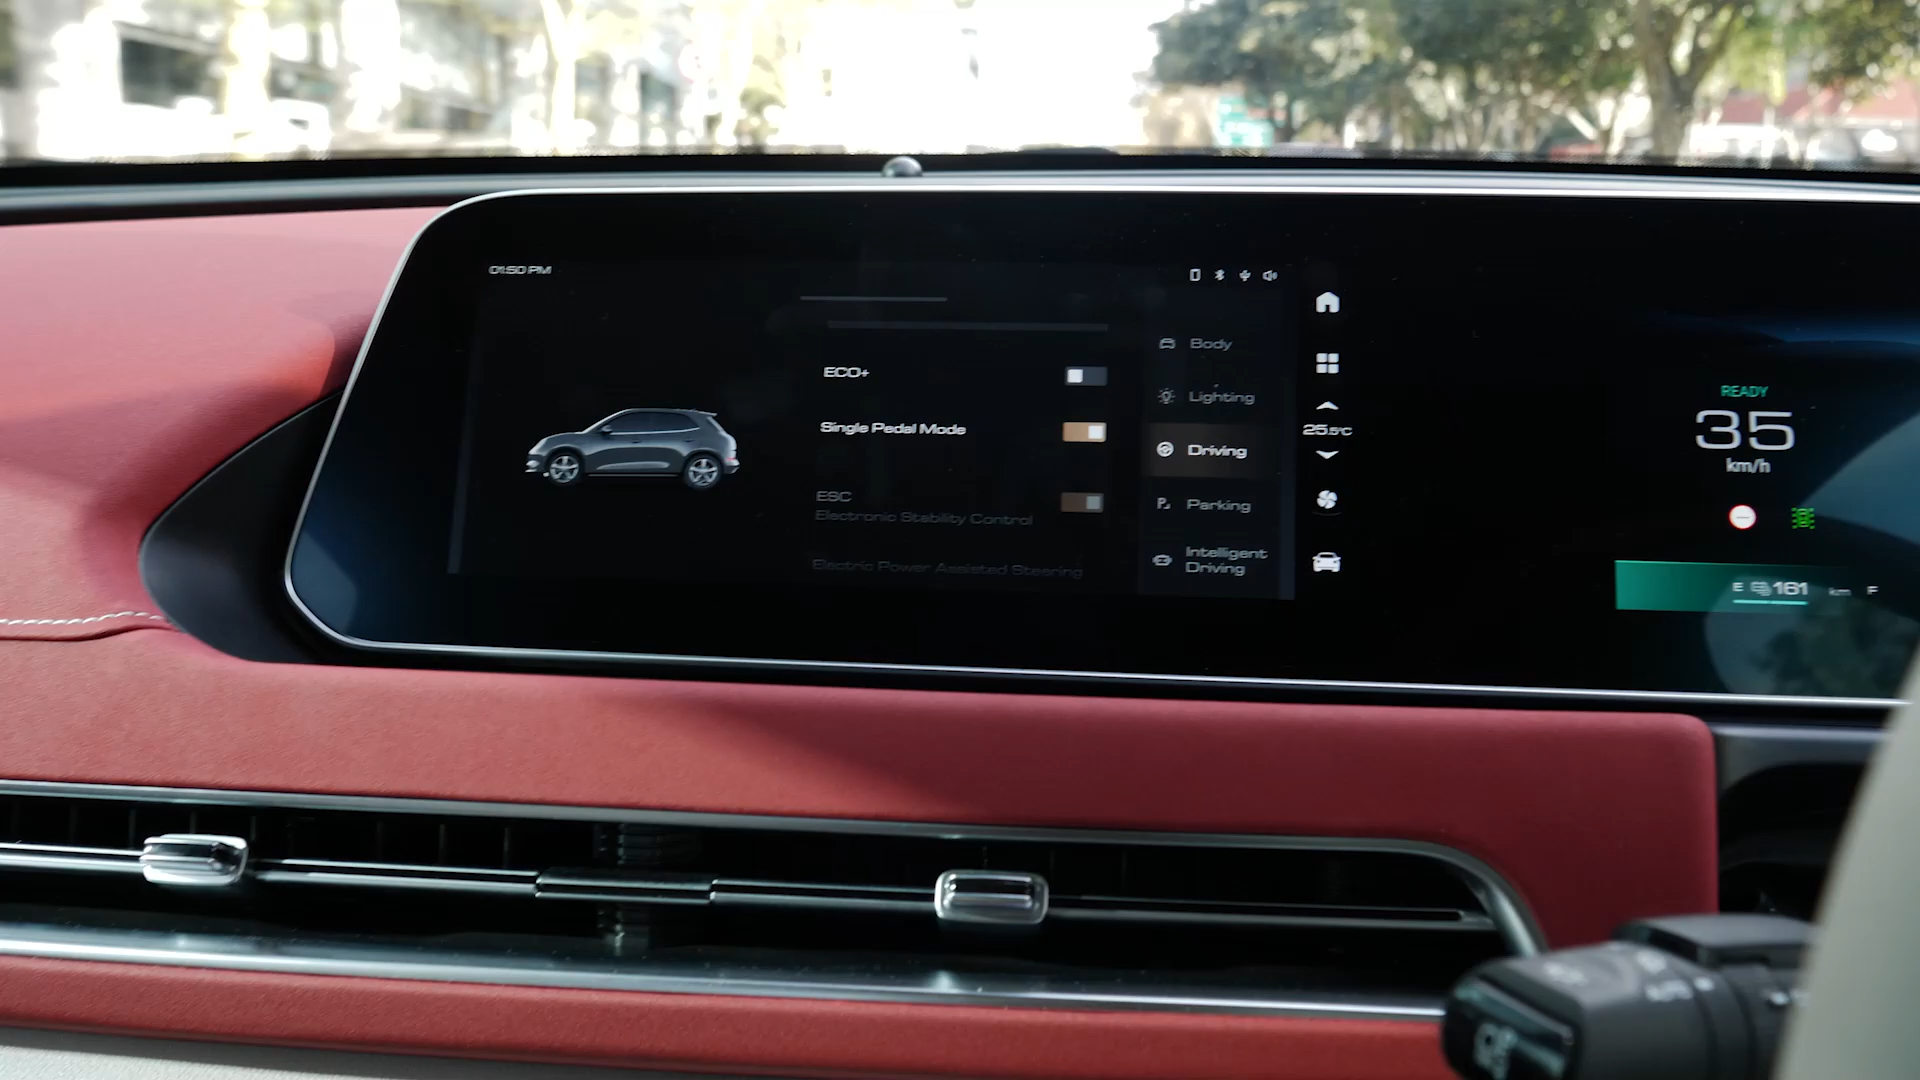 01:50 PM
ECO+
Single Pedal Mode
ESC
Electronic Stability Control
Electric Power Assisted Steering
Body
Lighting
Driving
Parking
Intelligent
Driving
25.5°C
READY
35
km/h
E 161 km F